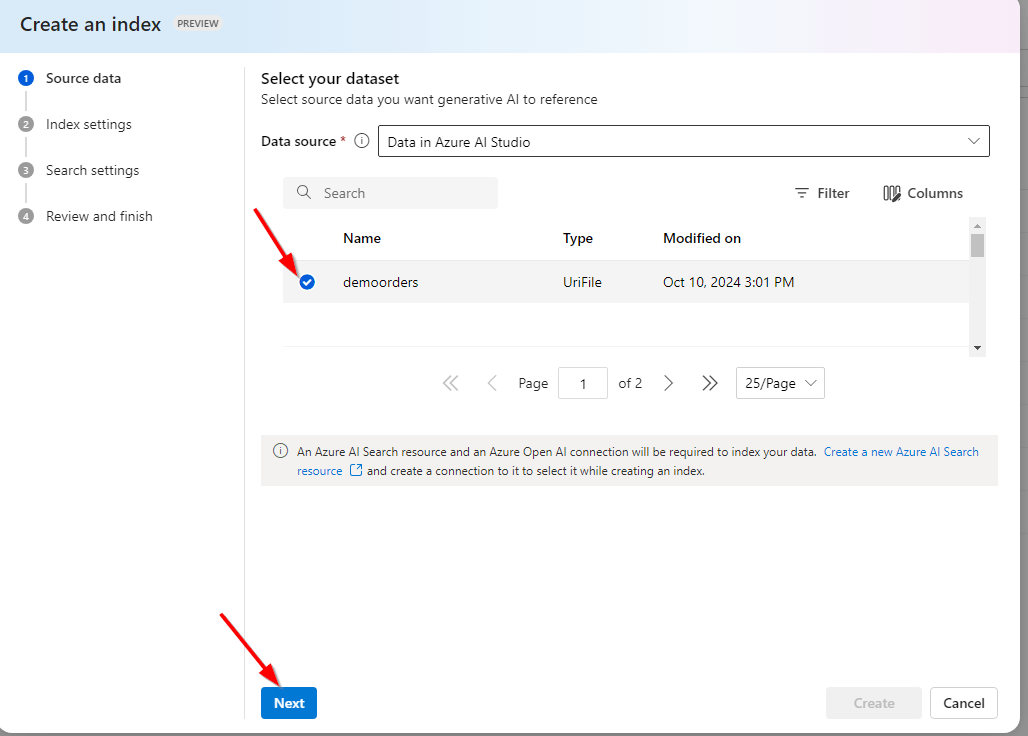 Create an index PREVIEW
1 Source data
2 Index settings
3 Search settings
4 Review and finish
Select your dataset
Select source data you want generative AI to reference
Data source * Data in Azure AI Studio
Search Filter Columns
Name Type Modified on
demoorders UriFile Oct 10, 2024 3:01 PM
Page 1 of 2 25/Page
An Azure AI Search resource and an Azure Open AI connection will be required to index your data. Create a new Azure AI Search
resource and create a connection to it to select it while creating an index.
Next Create Cancel